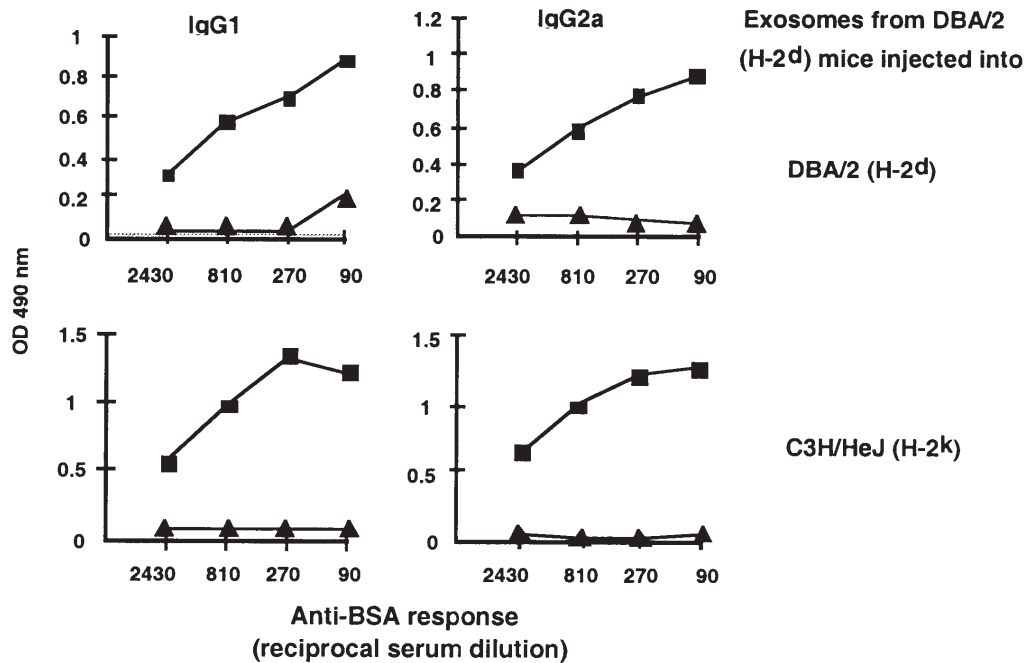 IgG1
IgG2a
Exosomes from DBA/2
(H-2d) mice injected into
1
0.8
0.6
0.4
0.2
0
2430 810 270 90
1.2
1
0.8
0.6
0.4
0.2
0
2430 810 270 90
DBA/2 (H-2d)
OD 490 nm
1.5
1
0.5
0
2430 810 270 90
1.5
1
0.5
0
2430 810 270 90
C3H/HeJ (H-2k)
Anti-BSA response
(reciprocal serum dilution)